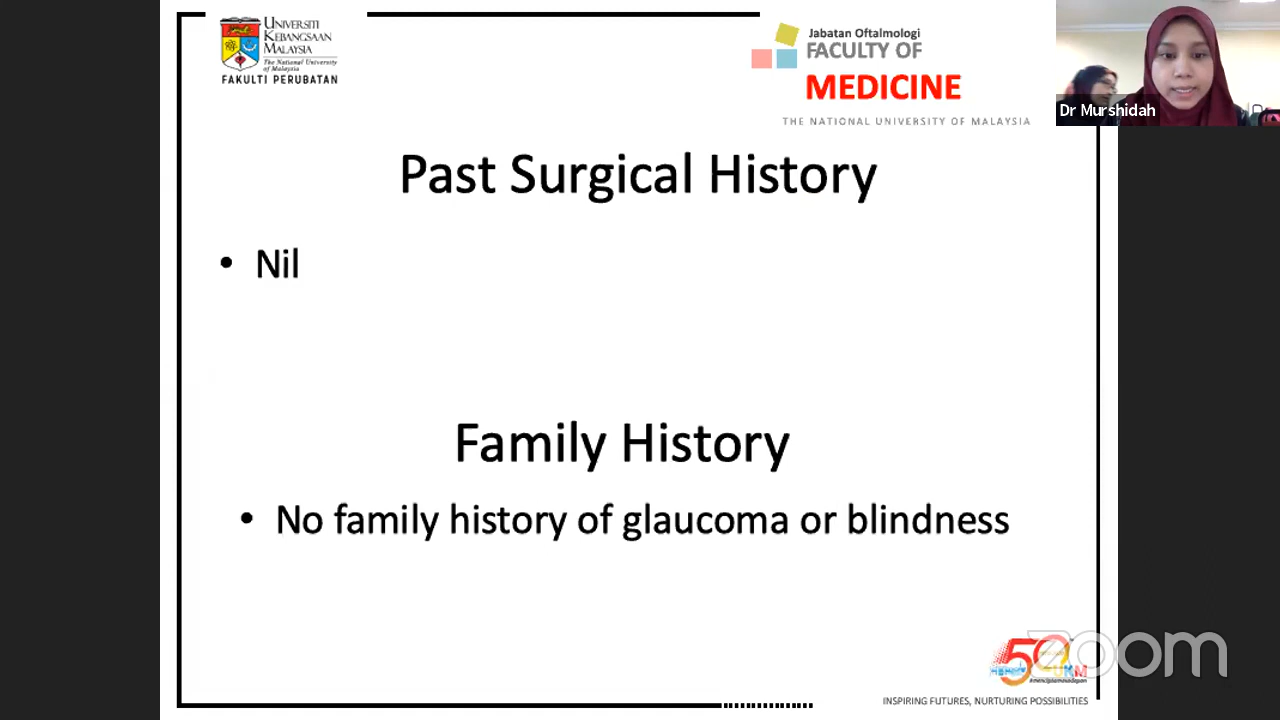 UNIVERSITI
KEBANGSAAN
MALAYSIA
The National University
of Malaysia
FAKULTI PERUBATAN
Jabatan Oftalmologi
FACULTY OF
MEDICINE
THE NATIONAL UNIVERSITY OF MALAYSIA
Dr Murshidah
Past Surgical History
• Nil
Family History
• No family history of glaucoma or blindness
50
UKM
zoom
INSPIRING FUTURES, NURTURING POSSIBILITIES